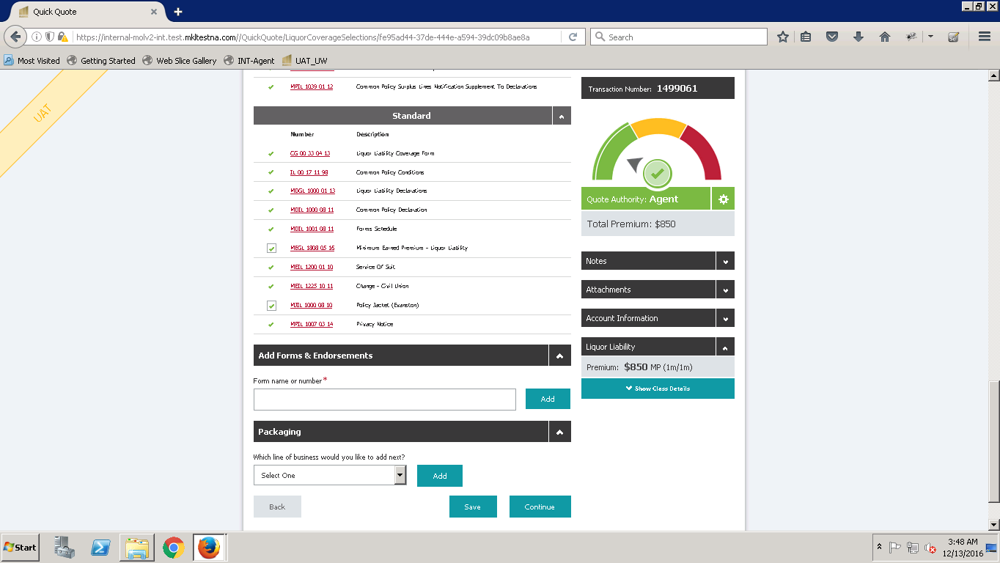 Quick Quote
https://internal-molv2-int.test.mkltestna.com//QuickQuote/LiquorCoverageSelections/fe95ad44-37de-444e-a594-39dc09b8ae8a
Search
Most Visited Getting Started Web Slice Gallery INT-Agent UAT_UW
UAT
MPIL 1039 01 12 Common Policy Surplus Lines Notification Supplement To Declarations
Standard
Number Description
CG 00 33 04 13 Liquor Liability Coverage Form
IL 00 17 11 98 Common Policy Conditions
MDGL 1000 01 13 Liquor Liability Declarations
MDIL 1000 08 11 Common Policy Declaration
MDIL 1001 08 11 Forms Schedule
MEGL 1808 05 16 Minimum Earned Premium - Liquor Liability
MEIL 1200 01 10 Service Of Suit
MEIL 1225 10 11 Change - Civil Union
MJIL 1000 08 10 Policy Jacket (Evanston)
MPIL 1007 03 14 Privacy Notice
Add Forms & Endorsements
Form name or number *
Add
Packaging
Which line of business would you like to add next?
Select One Add
Back Save Continue
Transaction Number: 1499061
Quote Authority: Agent
Total Premium: $850
Notes
Attachments
Account Information
Liquor Liability
Premium: $850 MP (1m/1m)
Show Class Details
Start
3:48 AM
12/13/2016